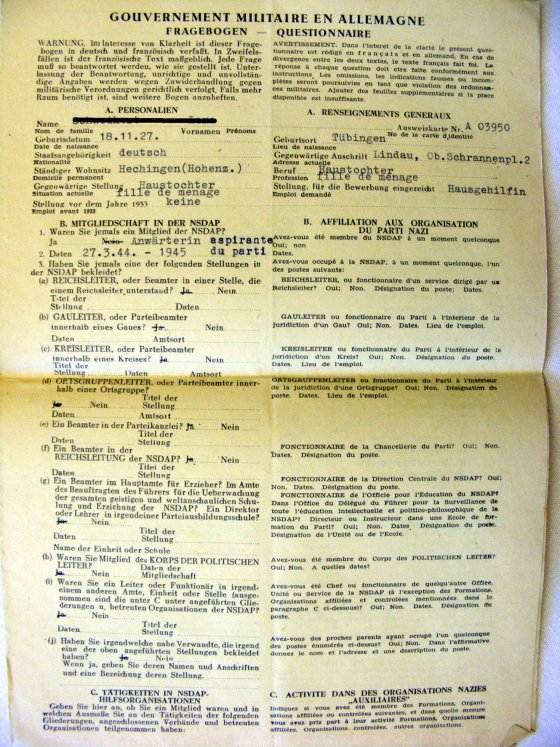 GOUVERNEMENT MILITAIRE EN ALLEMAGNE
FRAGEBOGEN — QUESTIONNAIRE
WARNUNG. Im Interesse von Klarheit ist dieser Fragebogen in deutsch und französisch verfaßt. In Zweifels-
fällen ist der französische Text maßgeblich. Jede Frage
muß so beantwortet werden, wie sie gestellt ist. Unter-
lassung der Beantwortung, unrichtige und unvollstän-
dige Angaben werden wegen Zuwiderhandlung gegen
militärische Verordnungen gerichtlich verfolgt. Falls mehr
Raum benötigt ist, sind weitere Bogen anzuheften.
A. PERSONALIEN
Name
Nom de famille Vornamen Prénoms
Geburtsdatum 18.11.27.
Date de naissance
Staatsangehörigkeit deutsch
Nationalité
Ständiger Wohnsitz Hechingen(Hohenz.)
Domicile permanent
Gegenwärtige Stellung Haustochter
Situation actuelle fille de ménage
Stellung vor dem Jahre 1933 keine
Emploi avant 1933
B. MITGLIEDSCHAFT IN DER NSDAP
1. Waren Sie jemals ein Mitglied der NSDAP?
Ja Nein Anwärterin aspirante
2. Daten 27.3.44. - 1945 du parti
3. Haben Sie jemals eine der folgenden Stellungen in
der NSDAP bekleidet?
(a) REICHSLEITER, oder Beamter in einer Stelle, die
einem Reichsleiter unterstand? Ja Nein
Titel der
Stellung Daten
(b) GAULEITER, oder Parteibeamter
innerhalb eines Gaues? Ja Nein
Daten Amtsort
(c) KREISLEITER, oder Parteibeamter
innerhalb eines Kreises? Ja Nein
Titel der
Stellung Daten Amtsort
(d) ORTSGRUPPENLEITER, oder Parteibeamter inner-
halb einer Ortsgruppe? Titel der
Ja Nein Stellung
Daten Amtsort
(e) Ein Beamter in der Parteikanzlei? Ja Nein
Titel der
Daten Stellung
(f) Ein Beamter in der
REICHSLEITUNG der NSDAP? Ja Nein
Titel der
Daten Stellung
(g) Ein Beamter im Hauptamte für Erzieher? Im Amte
des Beauftragten des Führers für die Ueberwachung
der gesamten geistigen und weltanschaulichen Schu-
lung und Erziehung der NSDAP? Ein Direktor
oder Lehrer in irgendeiner Parteiausbildungsschule?
Ja Nein
Titel der
Daten Stellung
Name der Einheit oder Schule
(h) Waren Sie Mitglied des KORPS DER POLITISCHEN
LEITER? Daten der
Ja Nein Mitgliedschaft
(i) Waren Sie ein Leiter oder Funktionär in irgend-
einem anderen Amte, Einheit oder Stelle (ausge-
nommen sind die unter C unter angeführten Glie-
derungen u. betreuten Organisationen der NSDAP?
Ja Nein
Titel der
Daten Stellung
(j) Haben Sie irgendwelche nahe Verwandte, die irgend
eine der oben angeführten Stellungen bekleidet
haben? Ja Nein
Wenn ja, geben Sie deren Namen und Anschriften
und eine Bezeichnung deren Stellung.
C. TÄTIGKEITEN IN NSDAP-
HILFSORGANISATIONEN
Geben Sie hier an, ob Sie ein Mitglied waren und in
welchen Ausmaße Sie an den Tätigkeiten der folgenden
Gliederungen, angeschlossenen Verbände und betreuten
Organisationen teilgenommen haben:
AVERTISSEMENT. Dans l'interet de la clarté le présent ques-
tionnaire est rédigé en français et en allemand. En cas de
divergence entre les deux textes, le texte français fait foi. La
réponse à chaque question doit être faite conformément aux
instructions. Les omissions, les indications fausses ou incom-
plètes seront poursuivies en tant que violation des ordonnan-
ces militaires. Ajouter des feuilles supplémentaires si la place
disponible est insuffisante.
A. RENSEIGNEMENTS GENERAUX
Ausweiskarte Nr. A 03950
No de la carte d'identité
Geburtsort Tübingen
Lieu de naissance
Gegenwärtige Anschrift Lindau, Ob.Schrannenpl.2
Adresse actuelle
Beruf Haustochter
Profession fille de ménage
Stellung, für die Bewerbung eingereicht Hausgehilfin
Emploi demandé
B. AFFILIATION AUX ORGANISATION
DU PARTI NAZI
Avez-vous été membre du NSDAP à un moment quelconque
Oui; non
Dates.
Avez-vous occupé à la NSDAP, à un moment quelconque, l'un
des postes suivants:
REICHSLEITER, ou fonctionnaire d'un service dirigé par un
Reichsleiter? Oui; Non. Désignation du poste; Dates.
GAULEITER ou fonctionnaire du Parti à l'interieur de la
juridiction d'un Gau? Oui; Non. Dates. Lieu de l'emploi.
KREISLEITER ou fonctionnaire du Parti à l'intérieur de la
juridiction d'un Kreis? Oui; Non. Désignation du poste.
Dates. Lieu de l'emploi.
ORTSGRUPPENLEITER ou fonctionnaire du Parti à l'intérieur
de la juridiction d'une Ortsgruppe? Oui; Non. Désignation du
poste. Dates. Lieu de l'emploi.
FONCTIONNAIRE de la Chancellerie du Parti? Oui; Non.
Dates. Désignation du poste.
FONCTIONNAIRE de la Direction Centrale du NSDAP? Oui;
Non. Dates. Désignation du poste.
FONCTIONNAIRE de l'Office pour l'Education du NSDAP?
Dans l'Office du Délégué du Führer pour la Surveillance de
toute l'éducation intellectuelle et politico-philosophique de la
NSDAP? Directeur ou Instructeur dans une Ecole de for-
mation du Parti? Oui; Non. Dates. Désignation du poste.
Désignation de l'Unité ou de l'Ecole.
Avez-vous été membre du Corps des POLITISCHEN LEITER?
Oui; Non. A quelles dates?
Avez-vous été Chef ou fonctionnaire de quelqu'autre Office,
Unité ou Service de la NSDAP (à l'exception des Formations,
Organisations affiliées et controlées mentionnées dans le
paragraphe C ci-dessous)? Oui; Non. Dates. Désignation du
poste.
Avez-vous des proches parents ayant occupé l'un quelconque
des postes énumérés ci-dessus? Oui; Non. Dans l'affirmative
donnez le nom et l'adresse et une description du poste.
C. ACTIVITE DANS DES ORGANISATIONS NAZIES
„AUXILIAIRES"
Indiquez si vous avez été membre des Formations, Organi-
sations affiliées ou controlées suivantes, et dans quelle mesure
vous avez pris part à leur activité Formations, Organisations
affiliées, Organisations controlées, autres organisations.